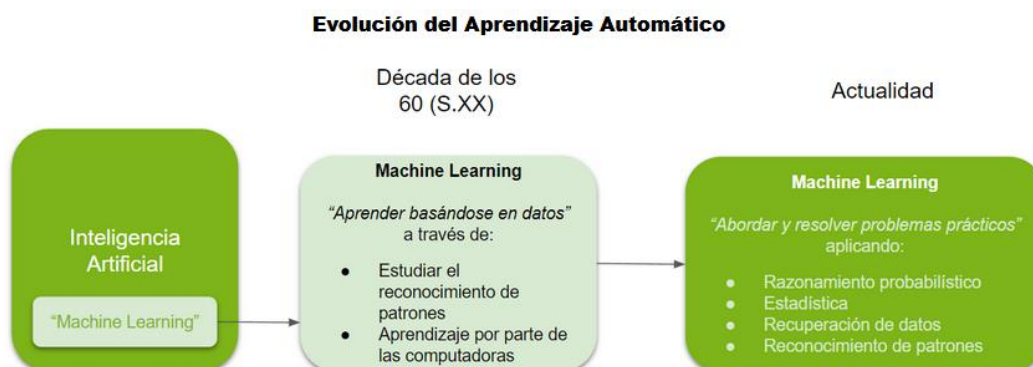 Evolución del Aprendizaje Automático
Década de los
60 (S.XX)
Actualidad
Inteligencia
Artificial
“Machine Learning”
Machine Learning
“Aprender basándose en datos”
a través de:
● Estudiar el
reconocimiento de
patrones
● Aprendizaje por parte de
las computadoras
Machine Learning
“Abordar y resolver problemas prácticos”
aplicando:
● Razonamiento probabilístico
● Estadística
● Recuperación de datos
● Reconocimiento de patrones